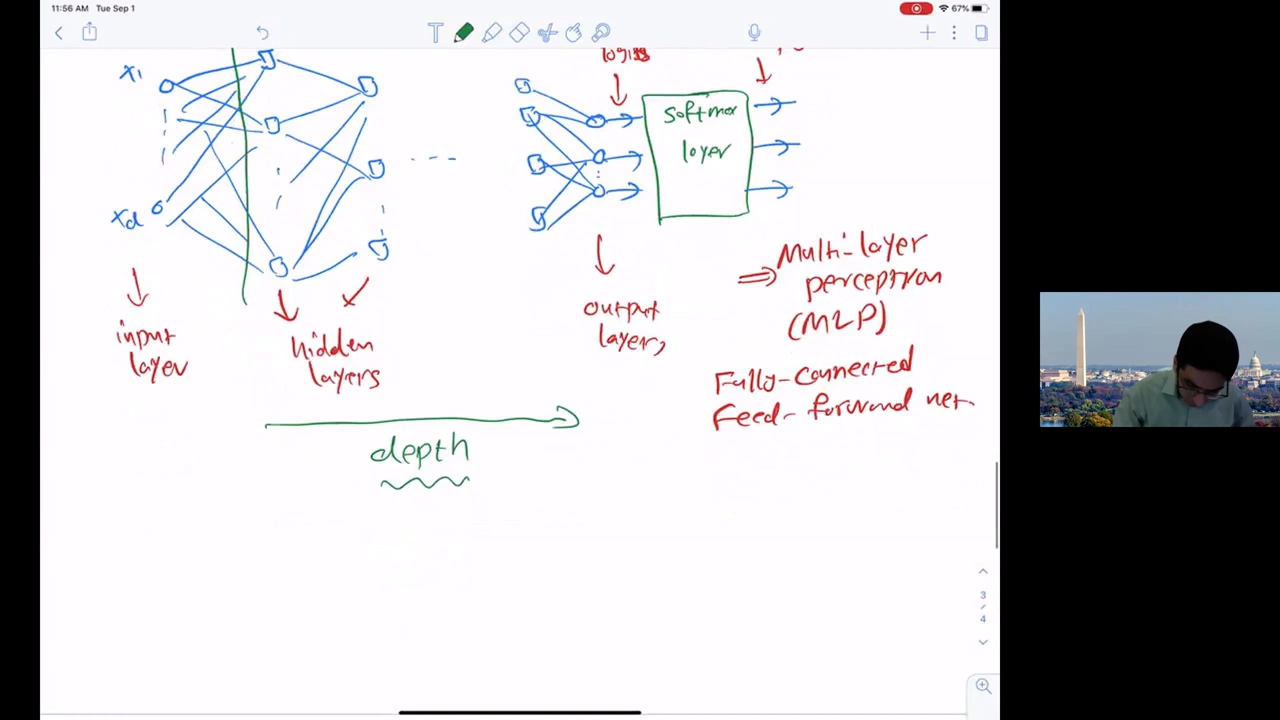 11:56 AM Tue Sep 1
67%
x1
logits
softmax
layer
xd
Multi-layer
⇒ perceptron
(MLP)
input
layer
hidden
layers
output
layer,
Fully-connected
Feed-forward net.
depth
3
/
4